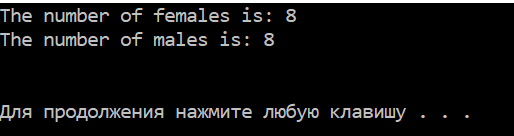 The number of females is: 8
The number of males is: 8
Для продолжения нажмите любую клавишу . . .